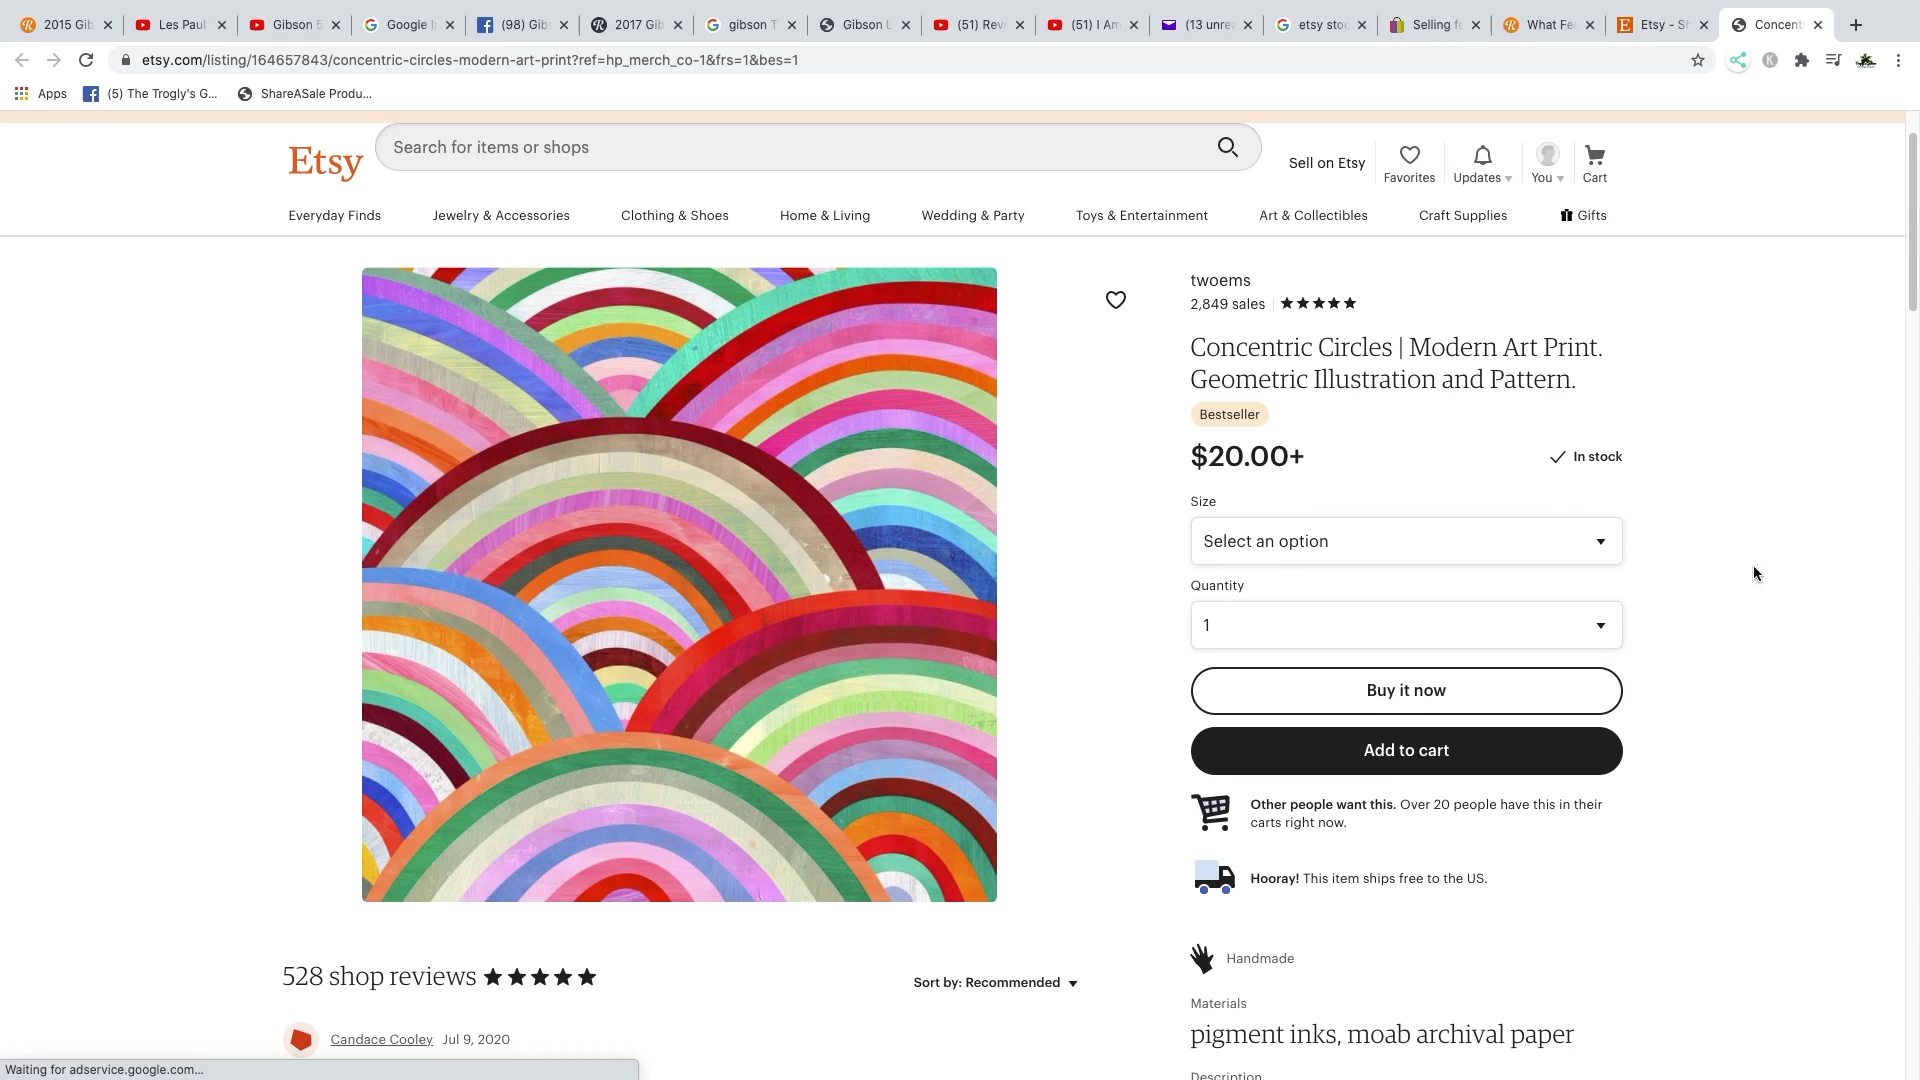 2015 Gib
Les Paul
Gibson
Google
(98) Gib
2017 Gib
gibson
Gibson L
(51) Rev
(51) I Am
(13 unre
etsy stoc
Selling fe
What Fe
Etsy - S
Concent
etsy.com/listing/164657843/concentric-circles-modern-art-print?ref=hp_merch_co-1&frs=1&bes=1
Apps
(5) The Trogly's G...
ShareASale Produ...
Etsy
Search for items or shops
Sell on Etsy
Favorites
Updates
You
Cart
Everyday Finds
Jewelry & Accessories
Clothing & Shoes
Home & Living
Wedding & Party
Toys & Entertainment
Art & Collectibles
Craft Supplies
Gifts
twoems
2,849 sales
Concentric Circles | Modern Art Print.
Geometric Illustration and Pattern.
Bestseller
$20.00+
In stock
Size
Select an option
Quantity
1
Buy it now
Add to cart
Other people want this. Over 20 people have this in their
carts right now.
Hooray! This item ships free to the US.
Handmade
Materials
pigment inks, moab archival paper
Description
528 shop reviews
Sort by: Recommended
Candace Cooley Jul 9, 2020
Waiting for adservice.google.com...